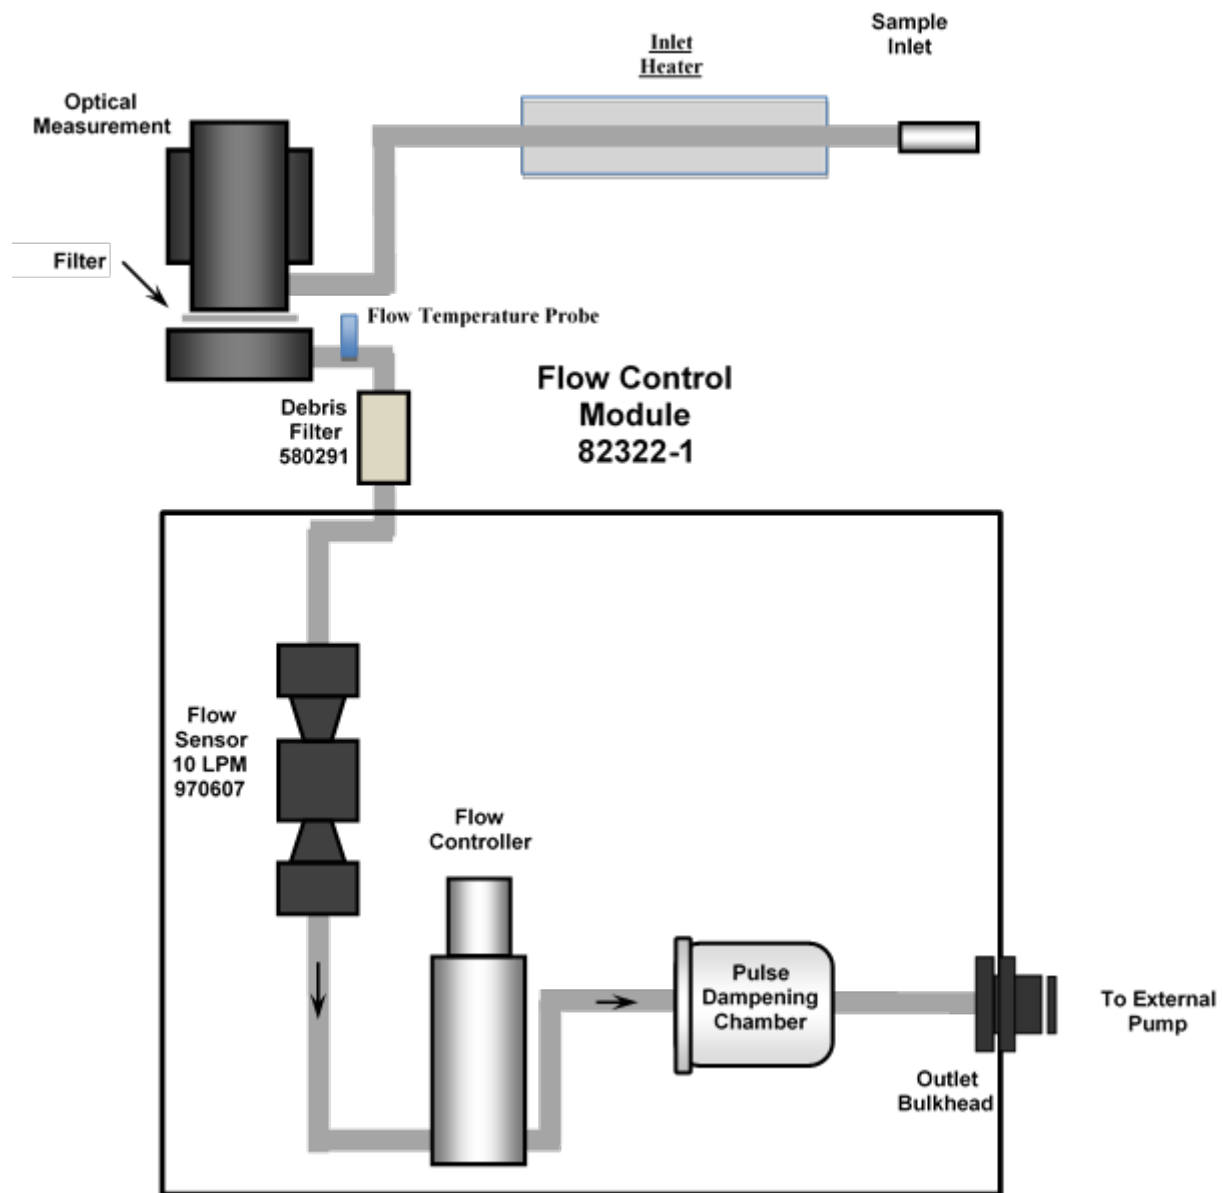 Sample
Inlet
Inlet
Heater
Optical
Measurement
Filter
Flow Temperature Probe
Flow Control
Module
82322-1
Debris
Filter
580291
Flow
Sensor
10 LPM
970607
Flow
Controller
Pulse
Dampening
Chamber
To External
Pump
Outlet
Bulkhead